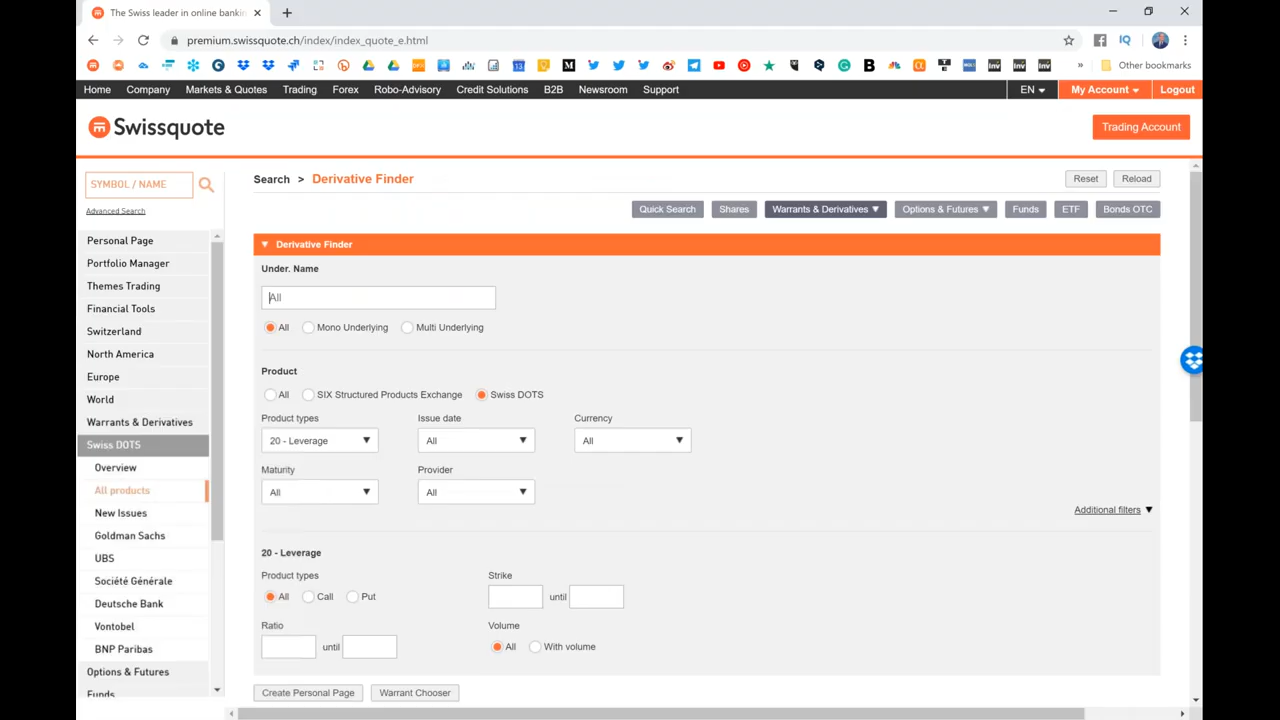 The Swiss leader in online bankin
premium.swissquote.ch/index/index_quote_e.html
Other bookmarks
Home Company Markets & Quotes Trading Forex Robo-Advisory Credit Solutions B2B Newsroom Support EN My Account Logout
Swissquote
Trading Account
SYMBOL / NAME
Advanced Search
Personal Page
Portfolio Manager
Themes Trading
Financial Tools
Switzerland
North America
Europe
World
Warrants & Derivatives
Swiss DOTS
Overview
All products
New Issues
Goldman Sachs
UBS
Société Générale
Deutsche Bank
Vontobel
BNP Paribas
Options & Futures
Funds
Search > Derivative Finder
Reset Reload
Quick Search Shares Warrants & Derivatives Options & Futures Funds ETF Bonds OTC
Derivative Finder
Under. Name
All
All Mono Underlying Multi Underlying
Product
All SIX Structured Products Exchange Swiss DOTS
Product types Issue date Currency
20 - Leverage All All
Maturity Provider
All All
Additional filters
20 - Leverage
Product types Strike
All Call Put until
Ratio Volume
until All With volume
Create Personal Page Warrant Chooser